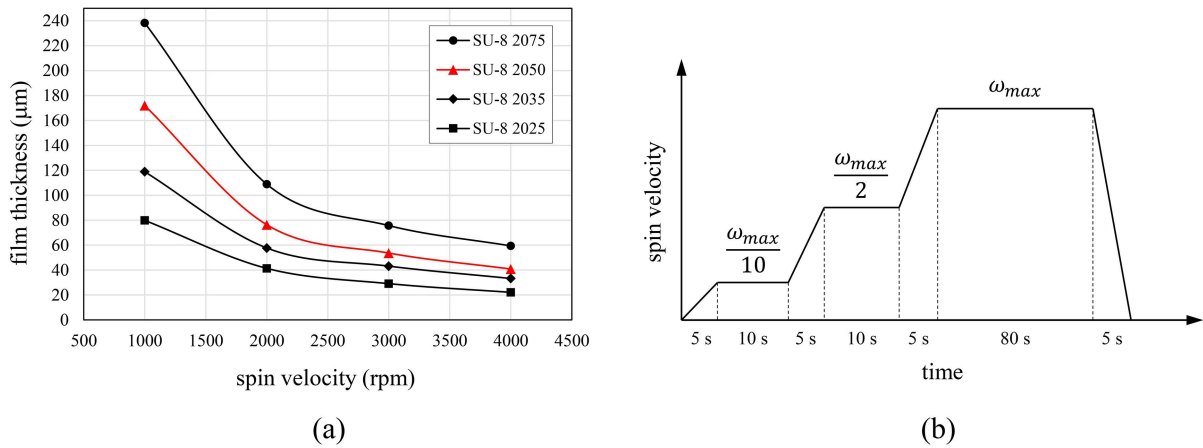 240
220
200
180
160
140
120
100
80
60
40
20
0
film thickness (μm)
500 1000 1500 2000 2500 3000 3500 4000 4500
spin velocity (rpm)
SU-8 2075
SU-8 2050
SU-8 2035
SU-8 2025
(a)
spin velocity
ω_max/10
ω_max/2
ω_max
5 s 10 s 5 s 10 s 5 s 80 s 5 s
time
(b)